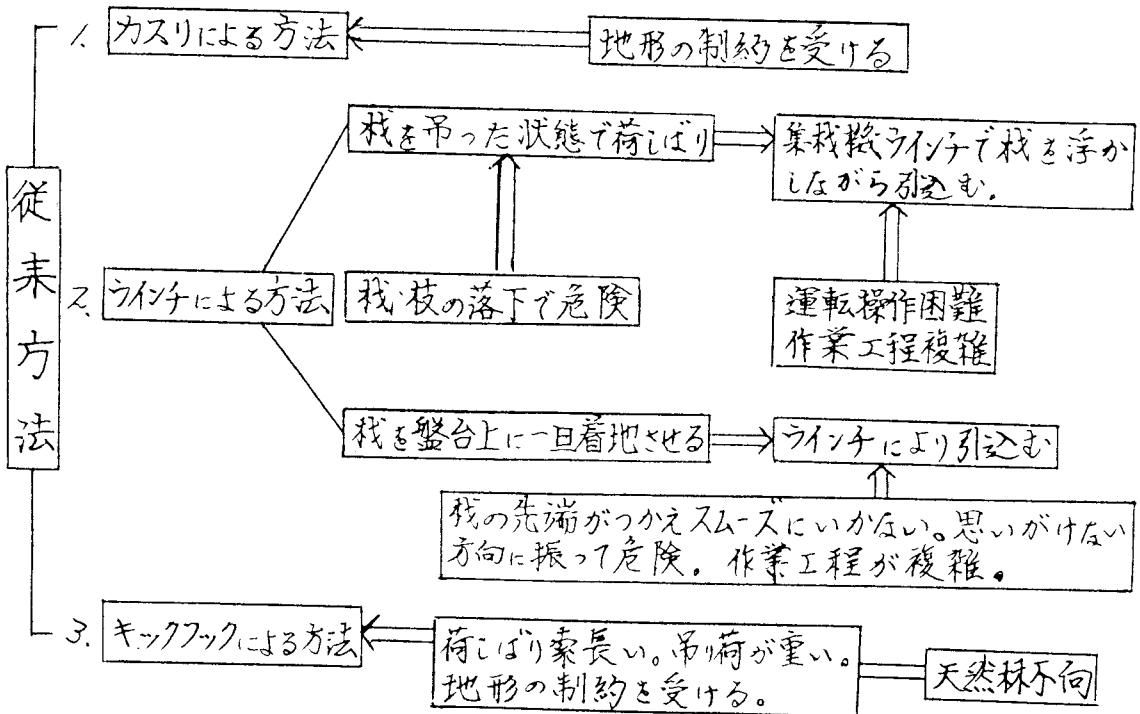 従来方法
1. カスリによる方法
地形の制約を受ける
2. ウインチによる方法
材を吊った状態で荷しばり
集材機ウインチで材を浮か
しながら引込む。
材・枝の落下で危険
運転操作困難
作業工程複雑
材を盤台上に一旦着地させる
ウインチにより引込む
材の先端がつかえスムーズにいかない。思いがけない
方向に振って危険。作業工程が複雑。
3. キックフックによる方法
荷しばり索長い。吊り荷が重い。
地形の制約を受ける。
天然林不向